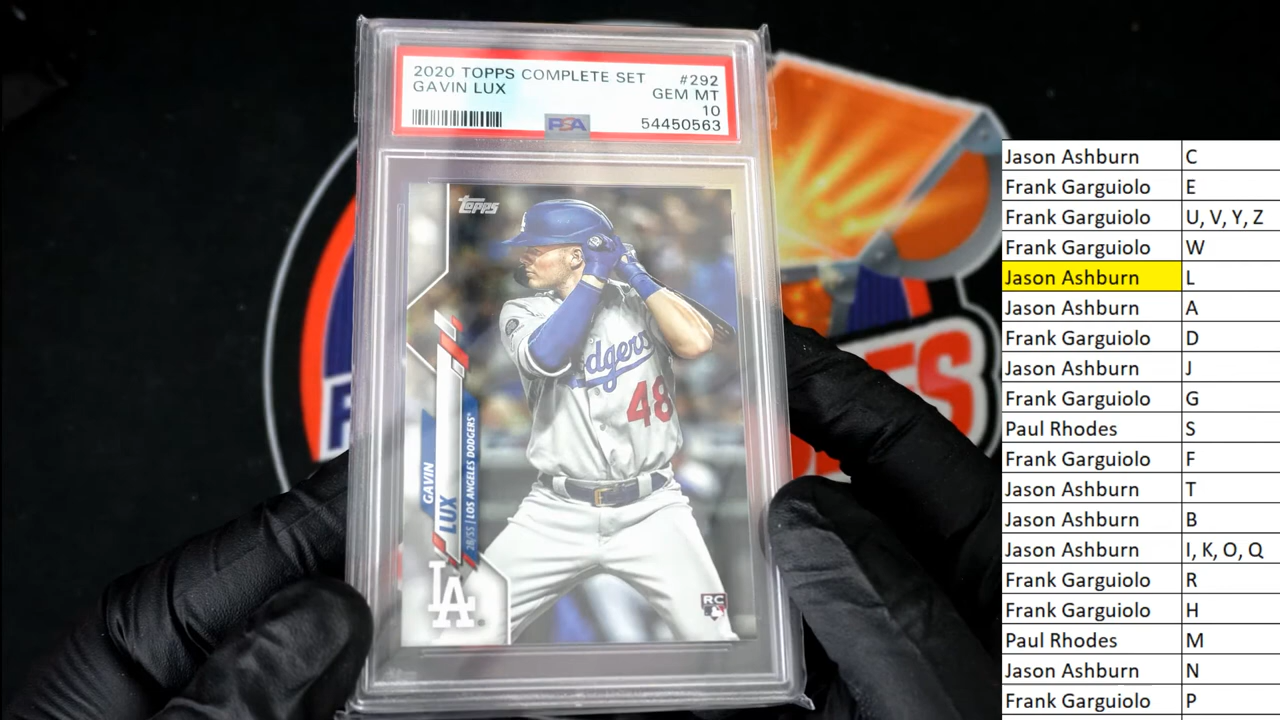 2020 TOPPS COMPLETE SET #292
GAVIN LUX GEM MT
10
PSA 54450563
topps
LA
Dodgers
48
GAVIN
LUX
2B/SS | LOS ANGELES DODGERS
LA
RC
Jason Ashburn C
Frank Garguiolo E
Frank Garguiolo U, V, Y, Z
Frank Garguiolo W
Jason Ashburn L
Jason Ashburn A
Frank Garguiolo D
Jason Ashburn J
Frank Garguiolo G
Paul Rhodes S
Frank Garguiolo F
Jason Ashburn T
Jason Ashburn B
Jason Ashburn I, K, O, Q
Frank Garguiolo R
Frank Garguiolo H
Paul Rhodes M
Jason Ashburn N
Frank Garguiolo P